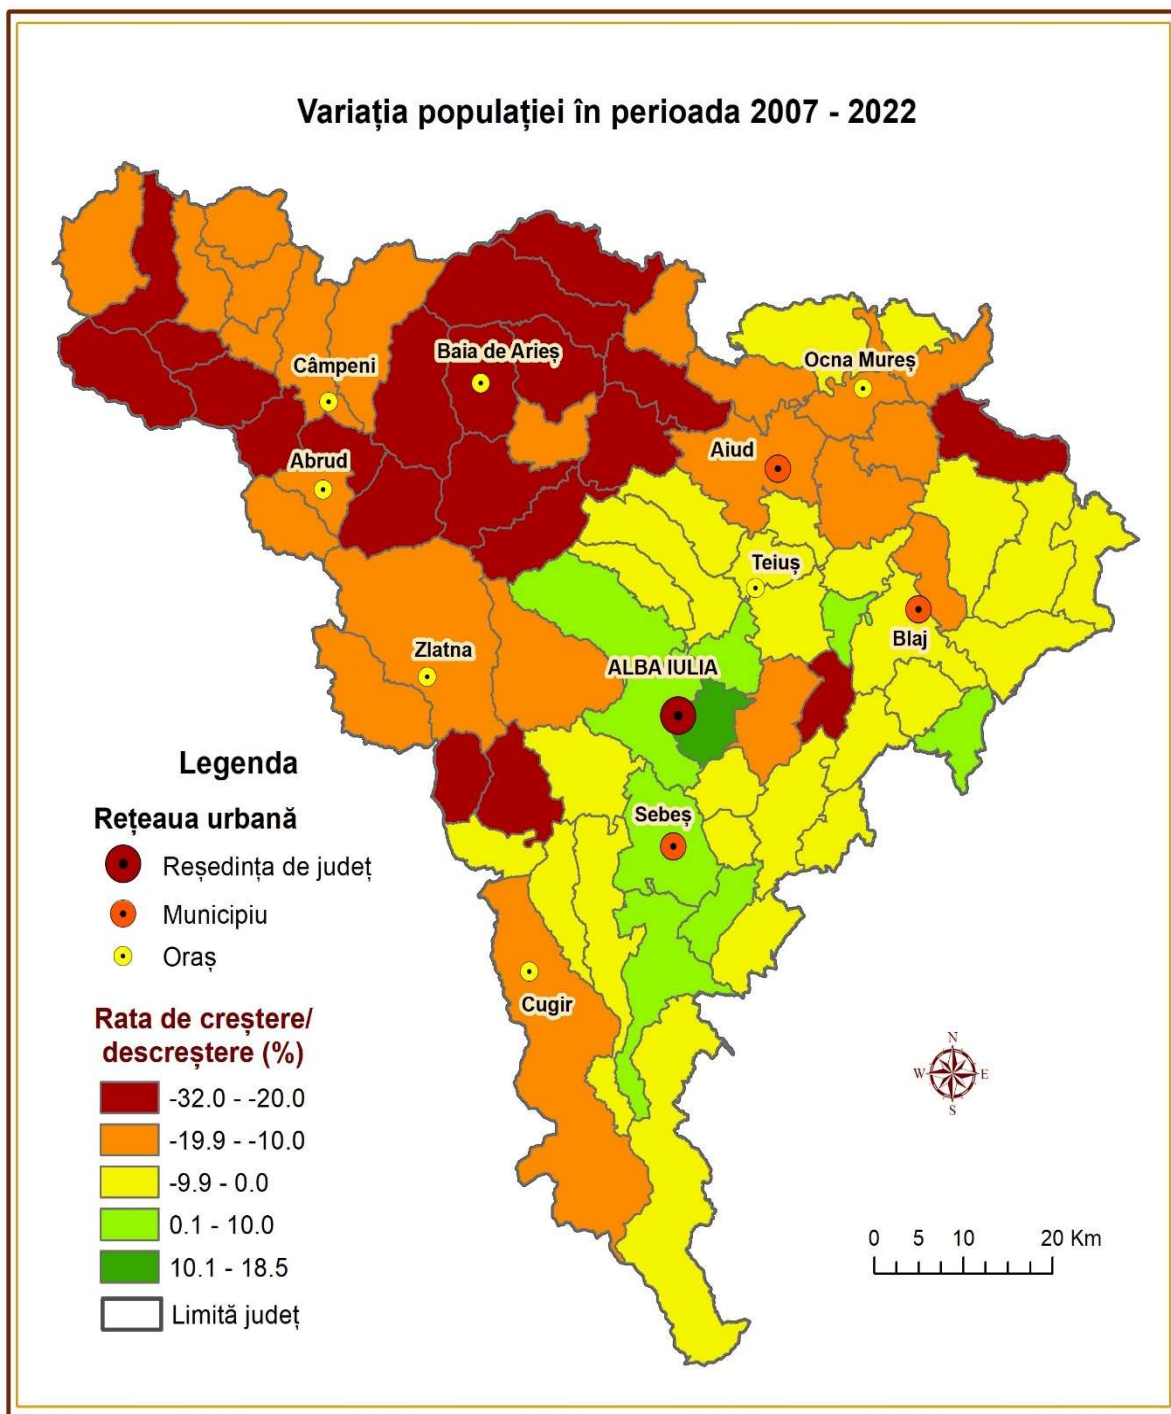 Variația populației în perioada 2007 - 2022
Baia de Arieș
Ocna Mureș
Câmpeni
Aiud
Abrud
Teiuș
Blaj
Zlatna
ALBA IULIA
Sebeș
Cugir
Legenda
Rețeaua urbană
Reședința de județ
Municipiu
Oraș
Rata de creștere/
descreștere (%)
-32.0 - -20.0
-19.9 - -10.0
-9.9 - 0.0
0.1 - 10.0
10.1 - 18.5
Limită județ
N
W E
S
0 5 10 20 Km